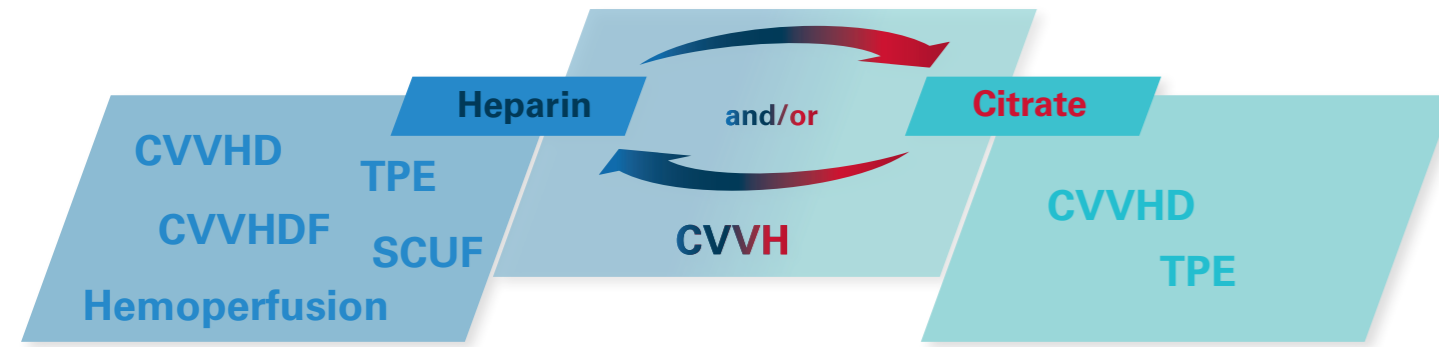 Heparin
and/or
Citrate
CVVHD
TPE
CVVHDF
SCUF
Hemoperfusion
CVVH
CVVHD
TPE